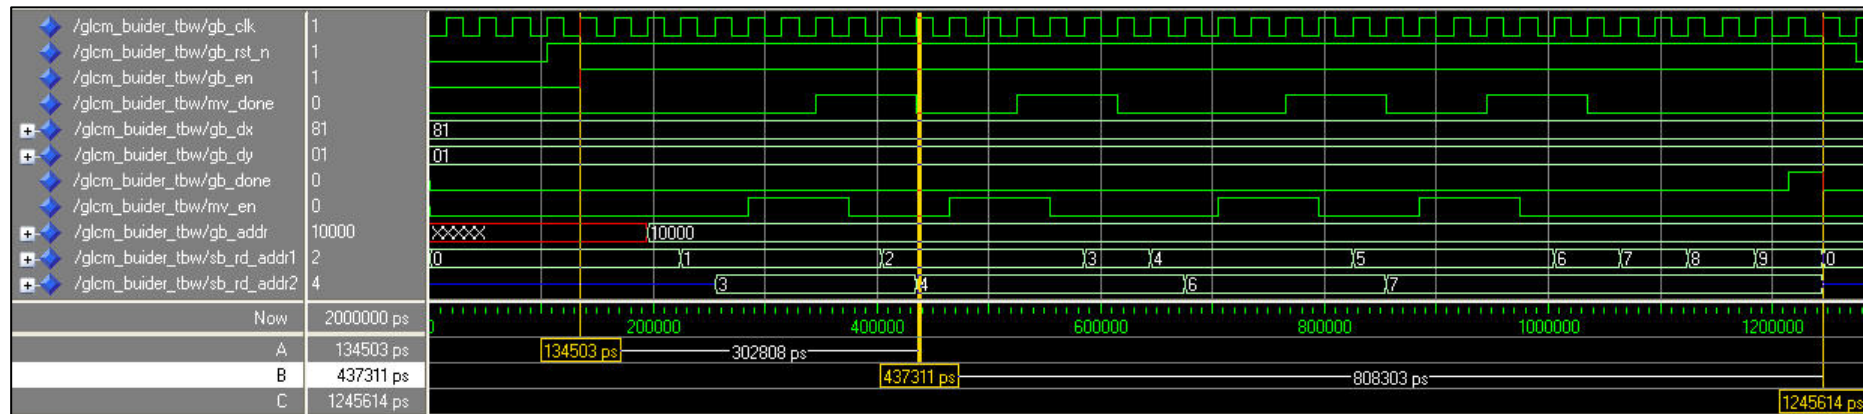 /glcm_buider_tbw/gb_clk 1
/glcm_buider_tbw/gb_rst_n 1
/glcm_buider_tbw/gb_en 1
/glcm_buider_tbw/mv_done 0
/glcm_buider_tbw/gb_dx 81 81
/glcm_buider_tbw/gb_dy 01 01
/glcm_buider_tbw/gb_done 0
/glcm_buider_tbw/mv_en 0
/glcm_buider_tbw/gb_addr 10000 XXXXX 10000
/glcm_buider_tbw/sb_rd_addr1 2 0 1 2 3 4 5 6 7 8 9 0
/glcm_buider_tbw/sb_rd_addr2 4 3 4 6 7
Now 2000000 ps 0 200000 400000 600000 800000 1000000 1200000
A 134503 ps 134503 ps 302808 ps
B 437311 ps 437311 ps 808303 ps
C 1245614 ps 1245614 ps